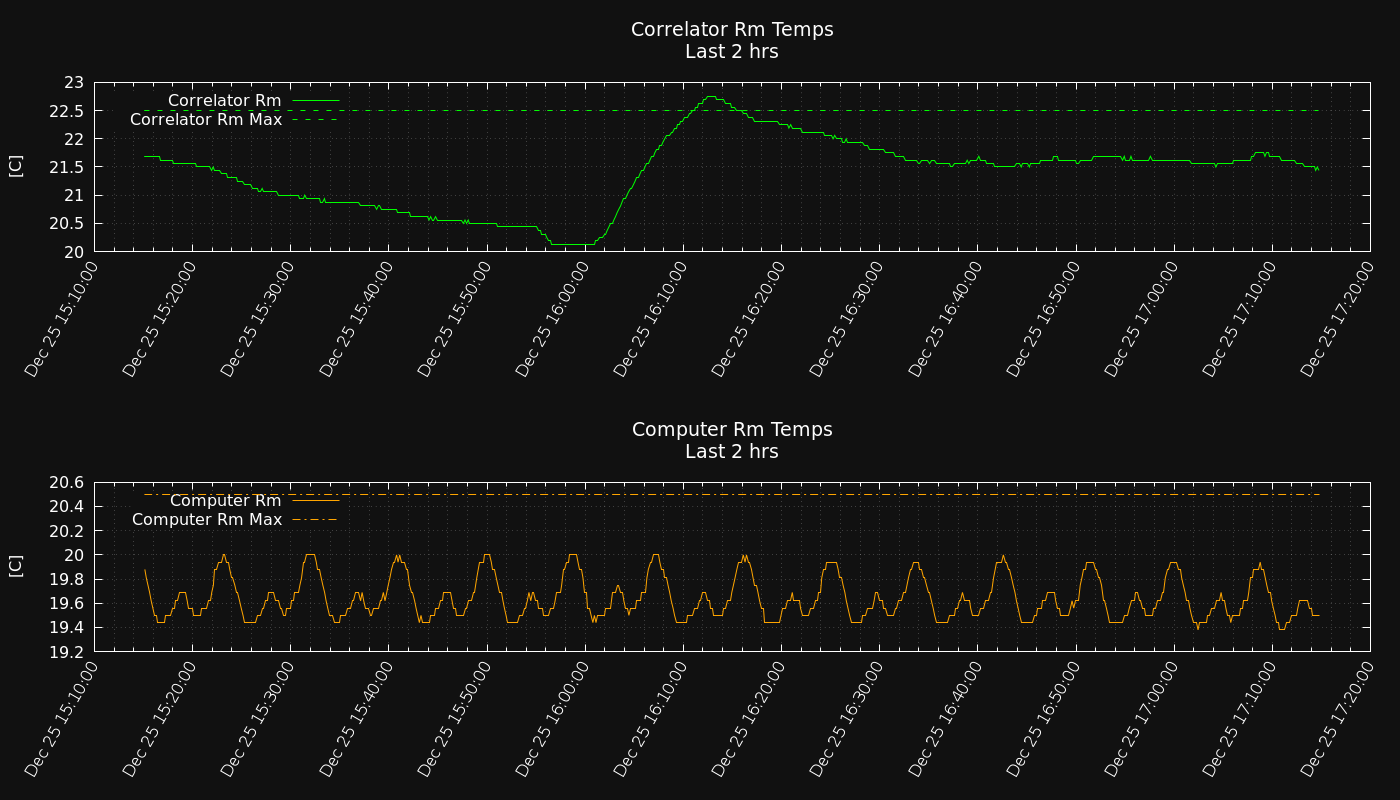 Correlator Rm Temps
Last 2 hrs
[C]
23
22.5
22
21.5
21
20.5
20
Correlator Rm
Correlator Rm Max
Dec 25 15:10:00
Dec 25 15:20:00
Dec 25 15:30:00
Dec 25 15:40:00
Dec 25 15:50:00
Dec 25 16:00:00
Dec 25 16:10:00
Dec 25 16:20:00
Dec 25 16:30:00
Dec 25 16:40:00
Dec 25 16:50:00
Dec 25 17:00:00
Dec 25 17:10:00
Dec 25 17:20:00
Computer Rm Temps
Last 2 hrs
[C]
20.6
20.4
20.2
20
19.8
19.6
19.4
19.2
Computer Rm
Computer Rm Max
Dec 25 15:10:00
Dec 25 15:20:00
Dec 25 15:30:00
Dec 25 15:40:00
Dec 25 15:50:00
Dec 25 16:00:00
Dec 25 16:10:00
Dec 25 16:20:00
Dec 25 16:30:00
Dec 25 16:40:00
Dec 25 16:50:00
Dec 25 17:00:00
Dec 25 17:10:00
Dec 25 17:20:00